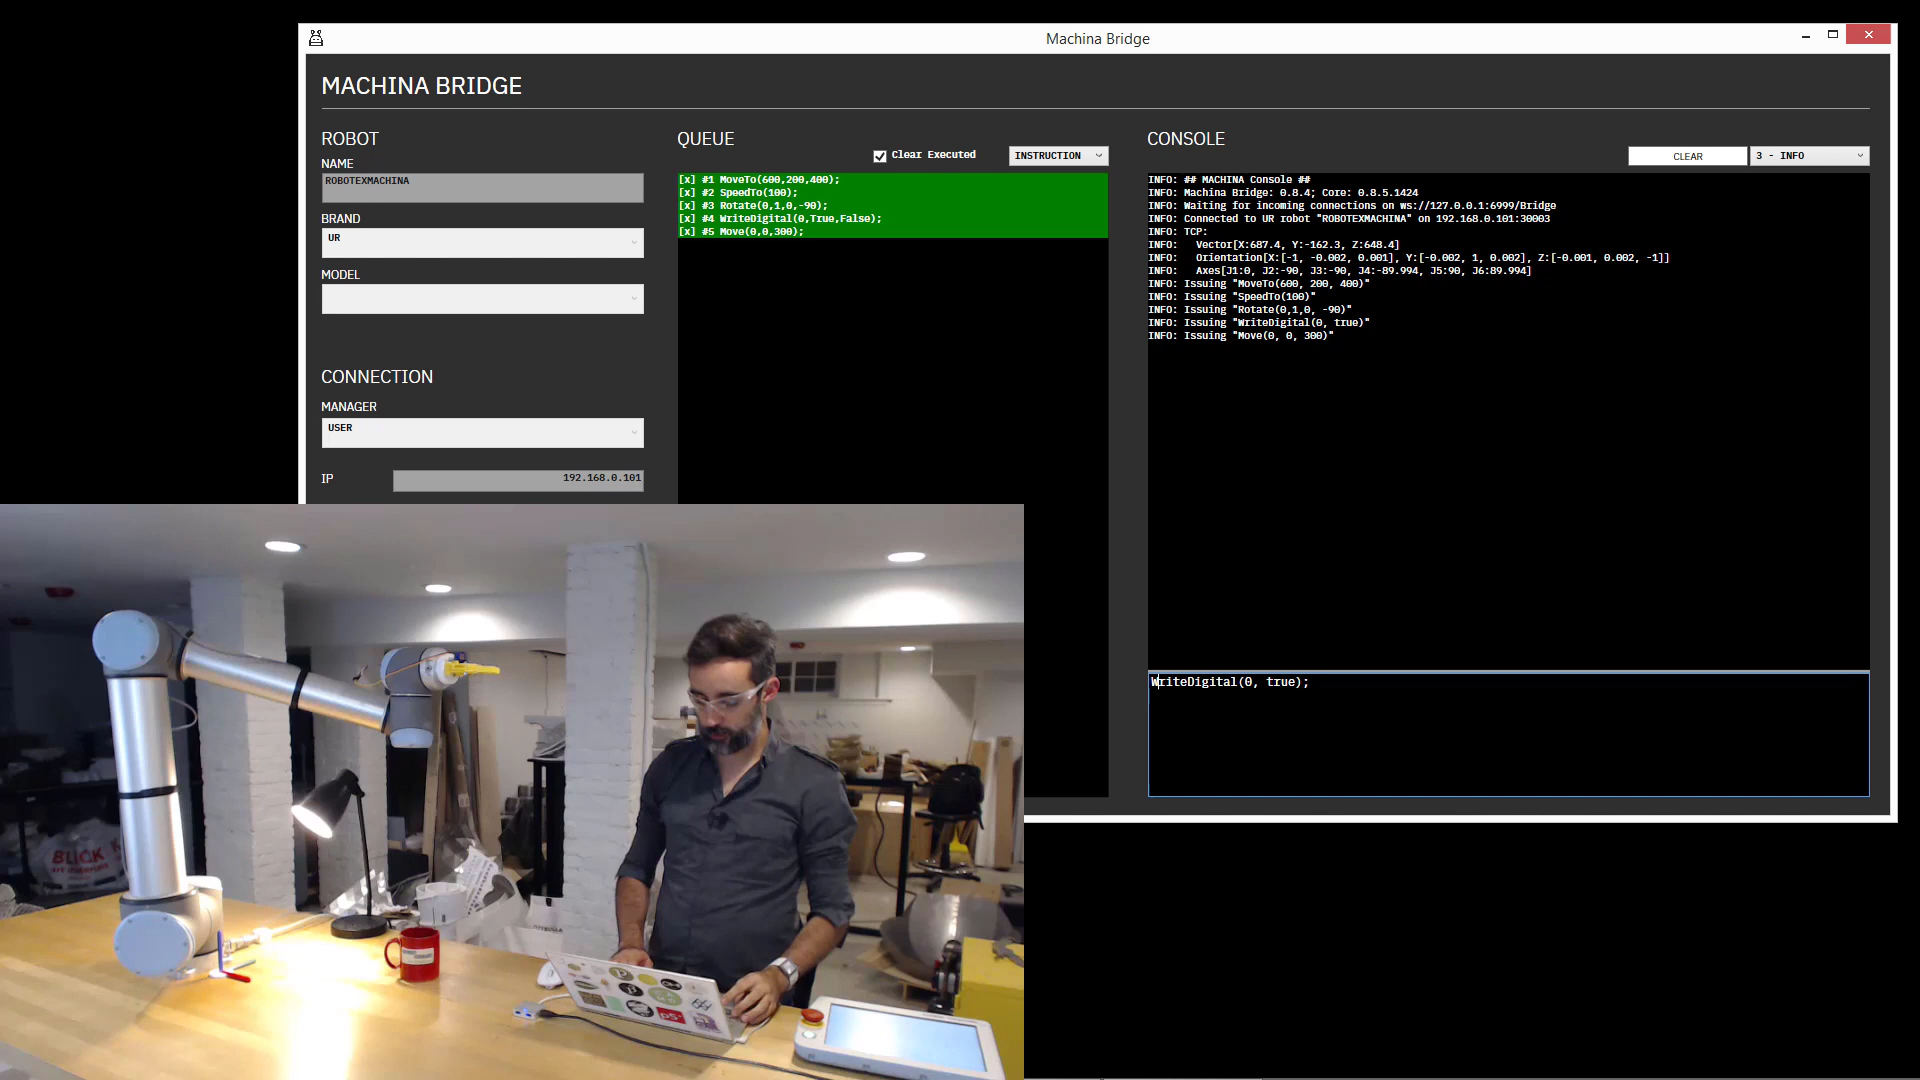 Machina Bridge
MACHINA BRIDGE
ROBOT
NAME
ROBOTEXMACHINA
BRAND
UR
MODEL
CONNECTION
MANAGER
USER
IP
192.168.0.101
QUEUE
Clear Executed
INSTRUCTION
[x] #1 MoveTo(600,200,400);
[x] #2 SpeedTo(100);
[x] #3 Rotate(0,1,0,-90);
[x] #4 WriteDigital(0,True,False);
[x] #5 Move(0,0,300);
CONSOLE
CLEAR
3 - INFO
INFO: ## MACHINA Console ##
INFO: Machina Bridge: 0.8.4; Core: 0.8.5.1424
INFO: Waiting for incoming connections on ws://127.0.0.1:6999/Bridge
INFO: Connected to UR robot "ROBOTEXMACHINA" on 192.168.0.101:30003
INFO: TCP:
INFO:   Vector[X:687.4, Y:-162.3, Z:648.4]
INFO:   Orientation[X:[-1, -0.002, 0.001], Y:[-0.002, 1, 0.002], Z:[-0.001, 0.002, -1]]
INFO:   Axes[J1:0, J2:-90, J3:-90, J4:-89.994, J5:90, J6:89.994]
INFO: Issuing "MoveTo(600, 200, 400)"
INFO: Issuing "SpeedTo(100)"
INFO: Issuing "Rotate(0,1,0, -90)"
INFO: Issuing "WriteDigital(0, true)"
INFO: Issuing "Move(0, 0, 300)"
WriteDigital(0, true);
BLICK